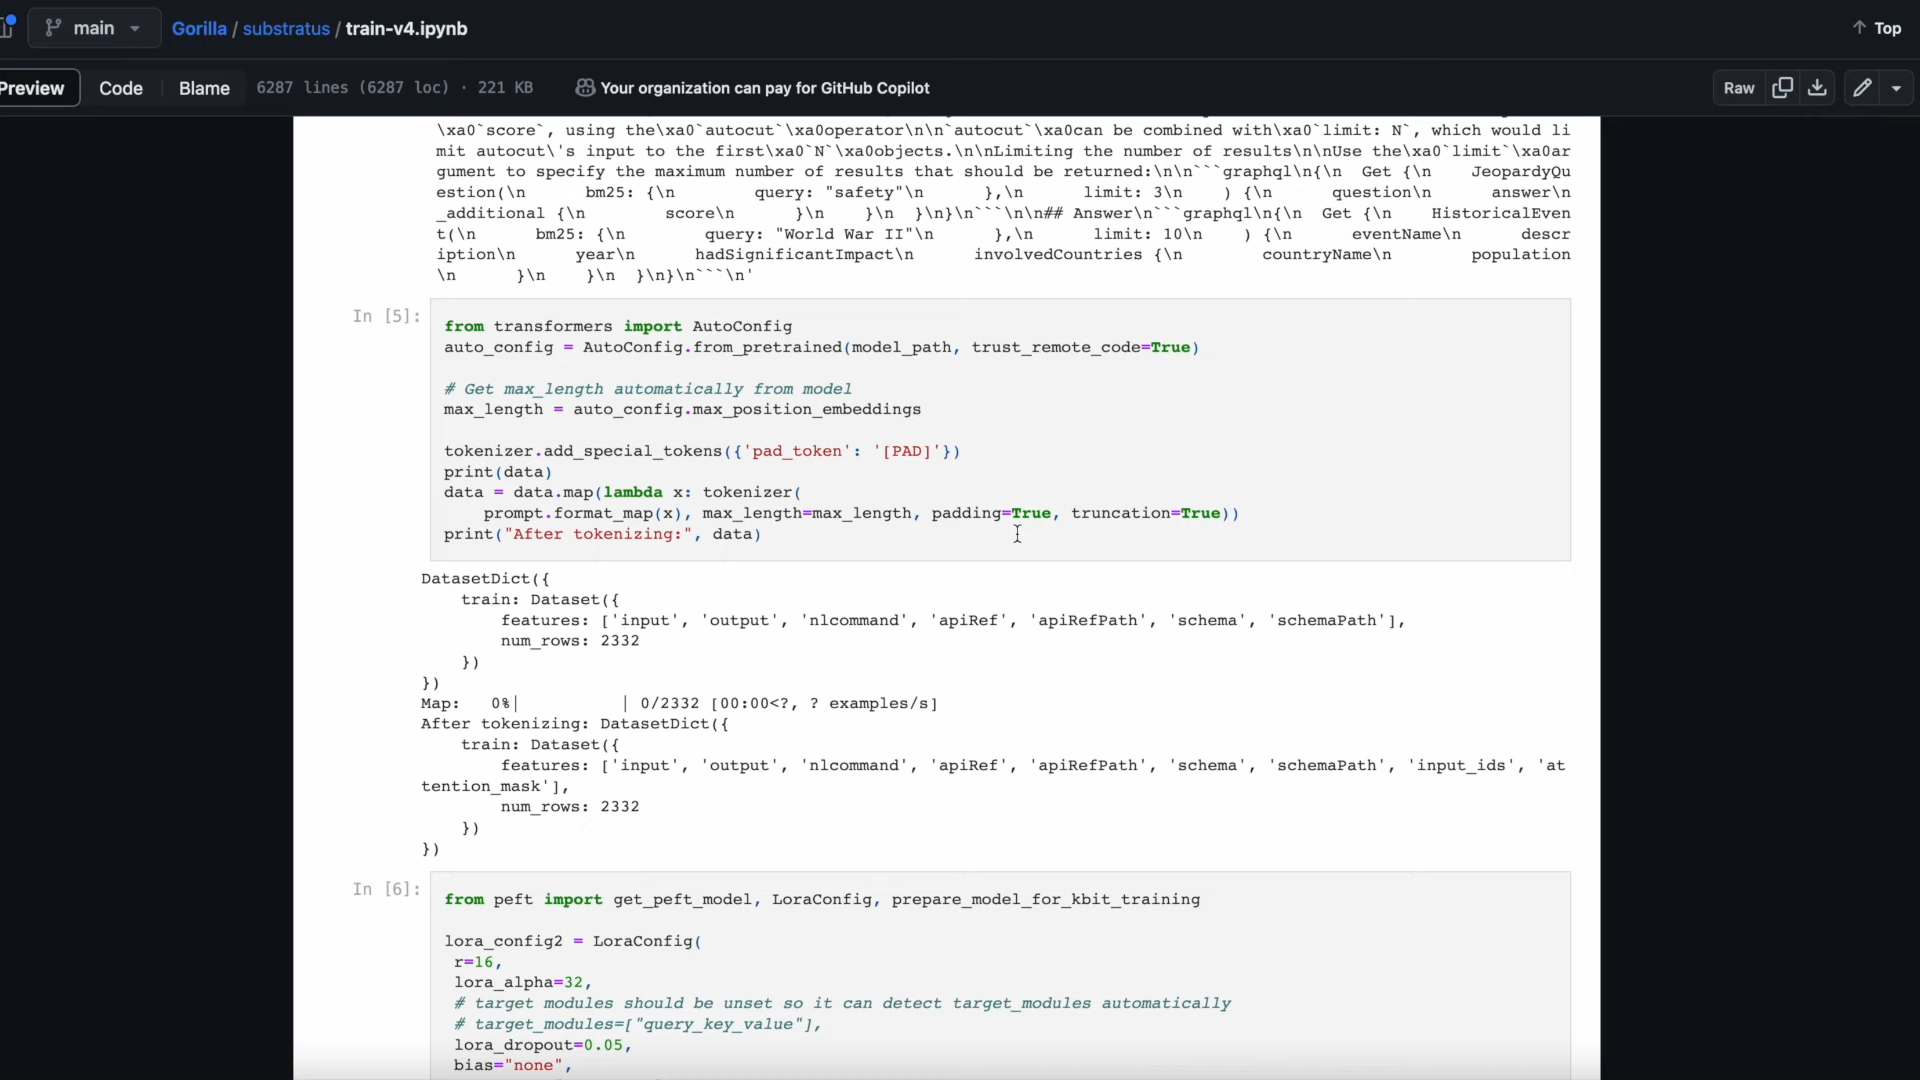 main
Gorilla / substratus / train-v4.ipynb
Top
Preview
Code
Blame
6287 lines (6287 loc) · 221 KB
Your organization can pay for GitHub Copilot
Raw
\xa0`score`, using the\xa0`autocut`\xa0operator\n\n`autocut`\xa0can be combined with\xa0`limit: N`, which would li
mit autocut\'s input to the first\xa0`N`\xa0objects.\n\nLimiting the number of results\n\nUse the\xa0`limit`\xa0ar
gument to specify the maximum number of results that should be returned:\n\n```graphql\n{\n  Get {\n    JeopardyQu
estion(\n      bm25: {\n        query: "safety"\n      },\n      limit: 3\n    ) {\n      question\n      answer\n
_additional {\n        score\n      }\n    }\n  }\n}\n```\n\n## Answer\n```graphql\n{\n  Get {\n    HistoricalEven
t(\n      bm25: {\n        query: "World War II"\n      },\n      limit: 10\n    ) {\n      eventName\n      descr
iption\n      year\n      hadSignificantImpact\n      involvedCountries {\n        countryName\n        population
\n      }\n    }\n  }\n}\n```\n'
In [5]:
from transformers import AutoConfig
auto_config = AutoConfig.from_pretrained(model_path, trust_remote_code=True)
# Get max_length automatically from model
max_length = auto_config.max_position_embeddings
tokenizer.add_special_tokens({'pad_token': '[PAD]'})
print(data)
data = data.map(lambda x: tokenizer(
    prompt.format_map(x), max_length=max_length, padding=True, truncation=True))
print("After tokenizing:", data)
DatasetDict({
    train: Dataset({
        features: ['input', 'output', 'nlcommand', 'apiRef', 'apiRefPath', 'schema', 'schemaPath'],
        num_rows: 2332
    })
})
Map:   0%|          | 0/2332 [00:00<?, ? examples/s]
After tokenizing: DatasetDict({
    train: Dataset({
        features: ['input', 'output', 'nlcommand', 'apiRef', 'apiRefPath', 'schema', 'schemaPath', 'input_ids', 'at
tention_mask'],
        num_rows: 2332
    })
})
In [6]:
from peft import get_peft_model, LoraConfig, prepare_model_for_kbit_training
lora_config2 = LoraConfig(
 r=16,
 lora_alpha=32,
 # target modules should be unset so it can detect target_modules automatically
 # target_modules=["query_key_value"],
 lora_dropout=0.05,
 bias="none",